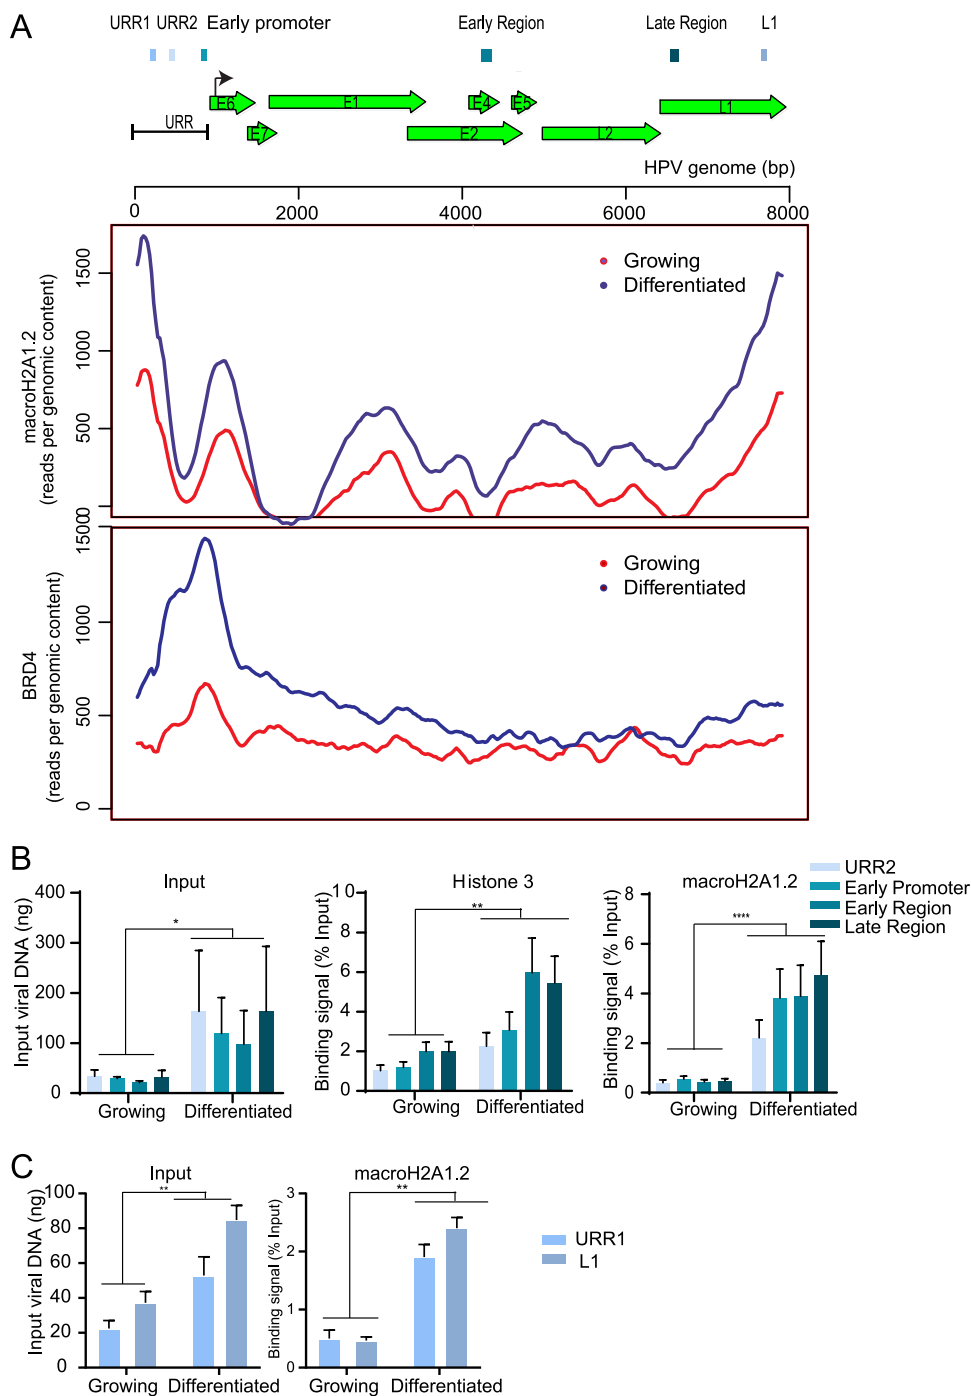 A
URR1 URR2 Early promoter Early Region Late Region L1
E6 E1 E4 E5 L1
URR E7 E2 L2
HPV genome (bp)
0 2000 4000 6000 8000
macroH2A1.2
(reads per genomic content)
1500
1000
500
0
Growing
Differentiated
BRD4
(reads per genomic content)
15000
1000
500
0
Growing
Differentiated
B
Input
Input viral DNA (ng)
400
300
200
100
0
*
Growing Differentiated
Histone 3
Binding signal (% Input)
10
8
6
4
2
0
**
Growing Differentiated
macroH2A1.2
Binding signal (% Input)
8
6
4
2
0
****
Growing Differentiated
URR2
Early Promoter
Early Region
Late Region
C
Input
Input viral DNA (ng)
100
80
60
40
20
0
**
Growing Differentiated
macroH2A1.2
Binding signal (% Input)
3
2
1
0
**
Growing Differentiated
URR1
L1